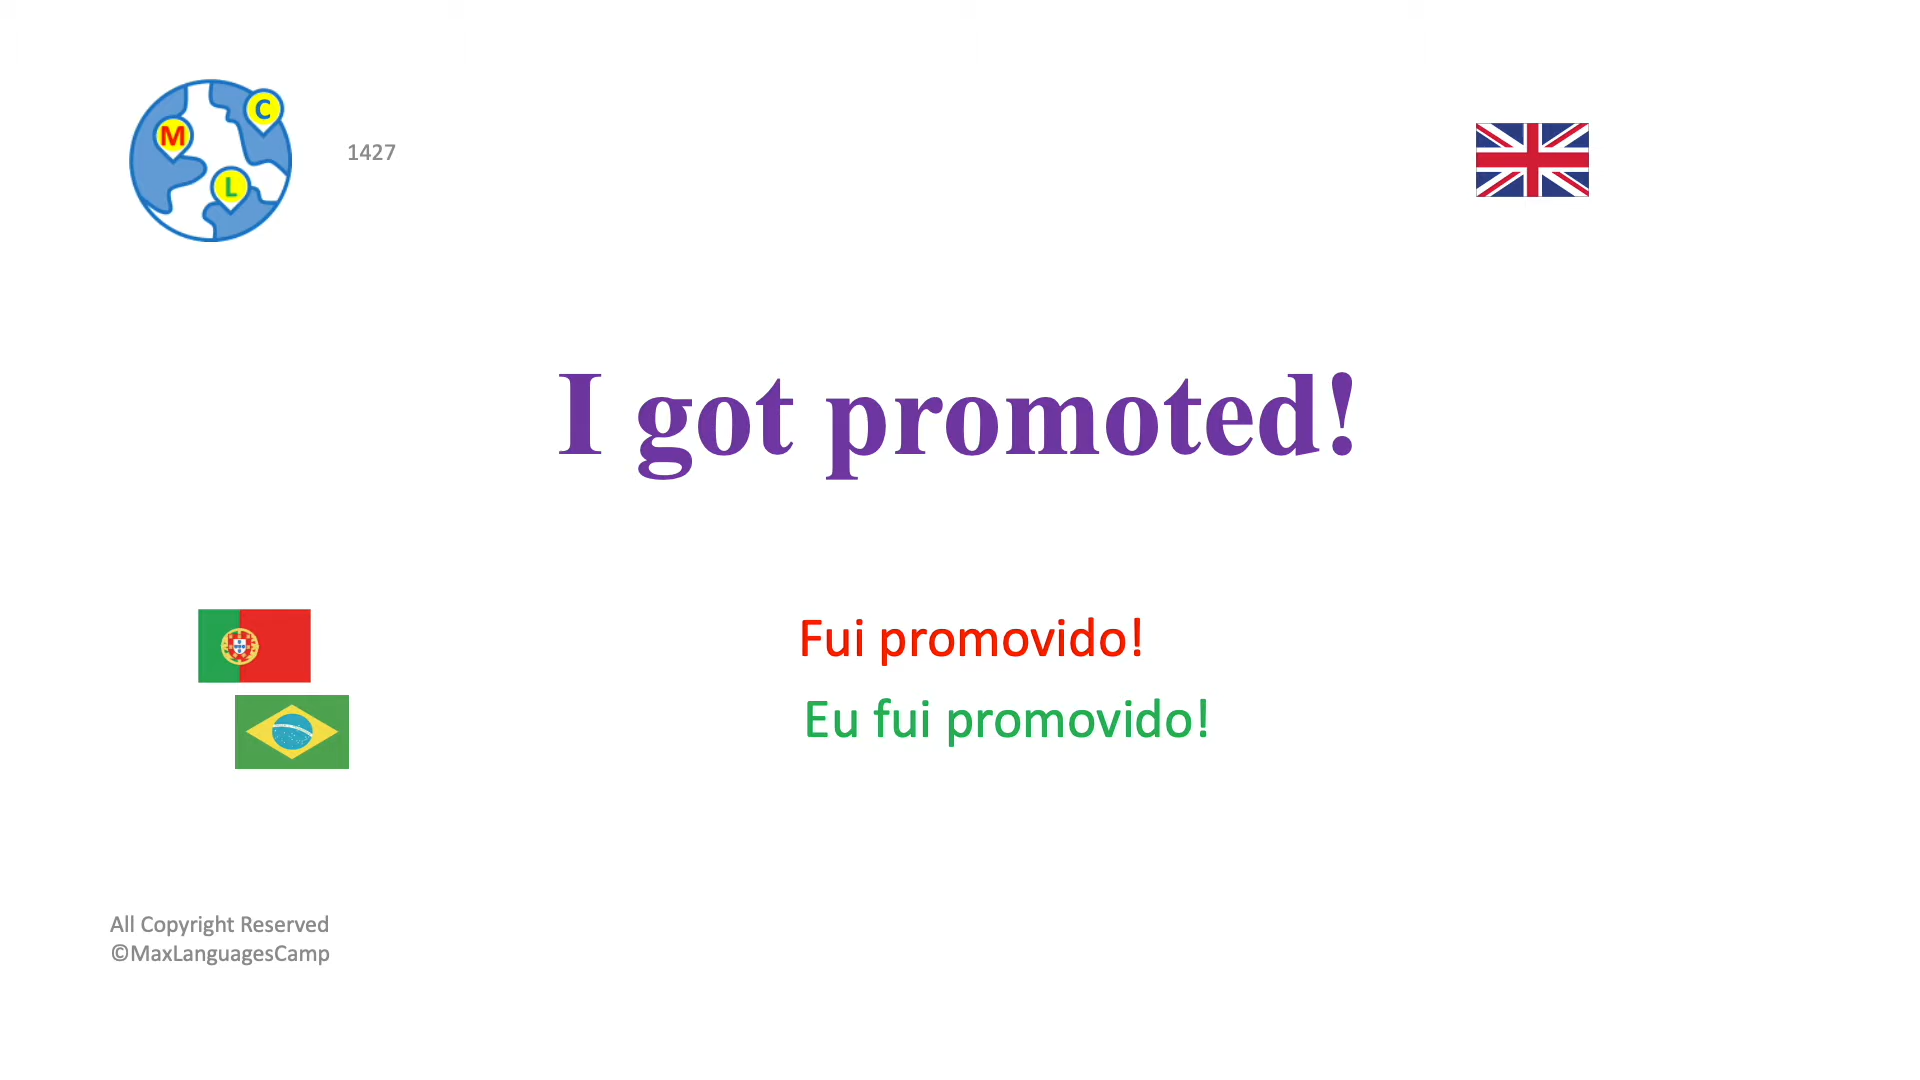 M
C
L
1427
I got promoted!
Fui promovido!
Eu fui promovido!
All Copyright Reserved
©MaxLanguagesCamp